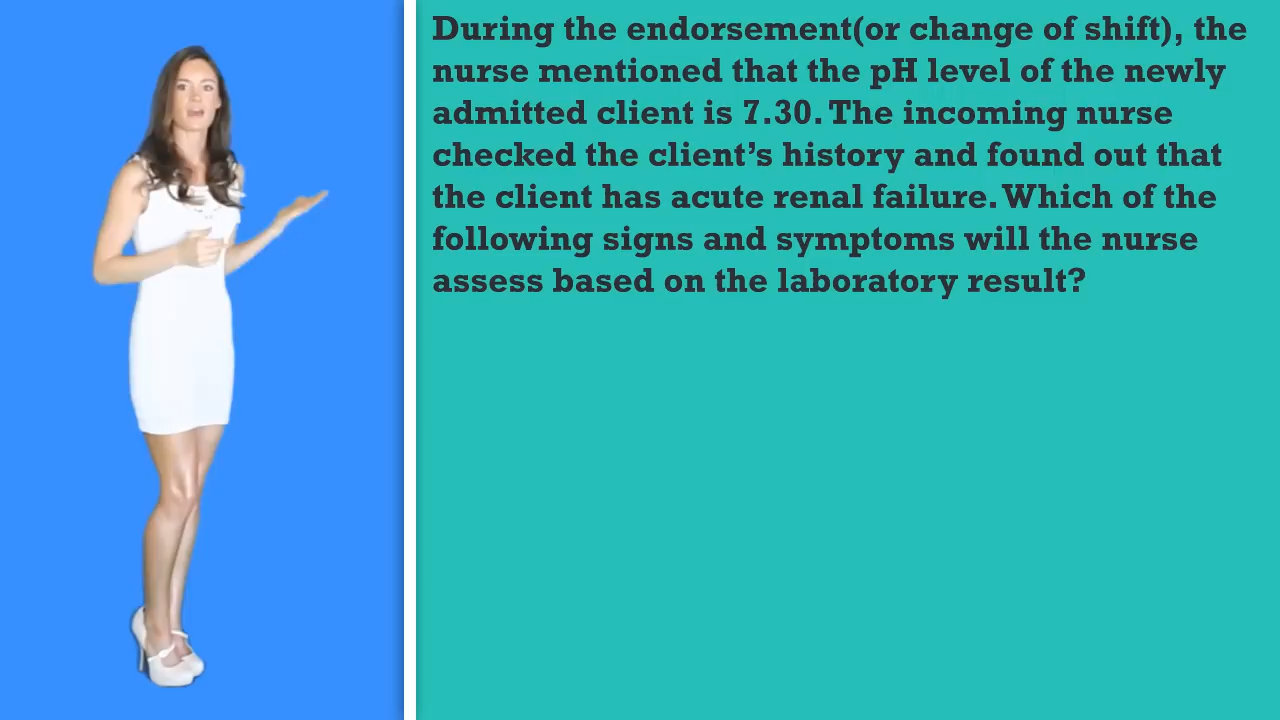 During the endorsement(or change of shift), the
nurse mentioned that the pH level of the newly
admitted client is 7.30. The incoming nurse
checked the client’s history and found out that
the client has acute renal failure. Which of the
following signs and symptoms will the nurse
assess based on the laboratory result?